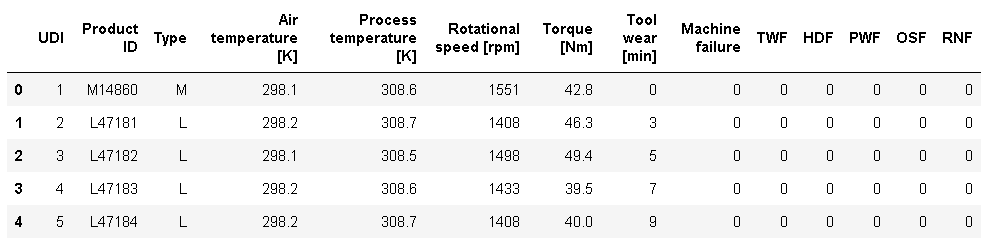 UDI Product ID Type Air temperature [K] Process temperature [K] Rotational speed [rpm] Torque [Nm] Tool wear [min] Machine failure TWF HDF PWF OSF RNF
0 1 M14860 M 298.1 308.6 1551 42.8 0 0 0 0 0 0 0
1 2 L47181 L 298.2 308.7 1408 46.3 3 0 0 0 0 0 0
2 3 L47182 L 298.1 308.5 1498 49.4 5 0 0 0 0 0 0
3 4 L47183 L 298.2 308.6 1433 39.5 7 0 0 0 0 0 0
4 5 L47184 L 298.2 308.7 1408 40.0 9 0 0 0 0 0 0